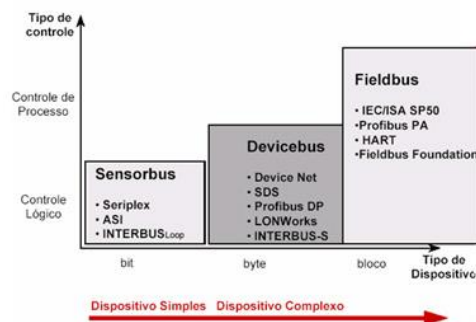 Tipo de
controle
Controle de
Processo
Controle
Lógico
Sensorbus
• Seriplex
• ASI
• INTERBUSLoop
Devicebus
• Device Net
• SDS
• Profibus DP
• LONWorks
• INTERBUS-S
Fieldbus
• IEC/ISA SP50
• Profibus PA
• HART
• Fieldbus Foundation
bit
byte
bloco
Tipo de
Dispositivo
Dispositivo Simples Dispositivo Complexo